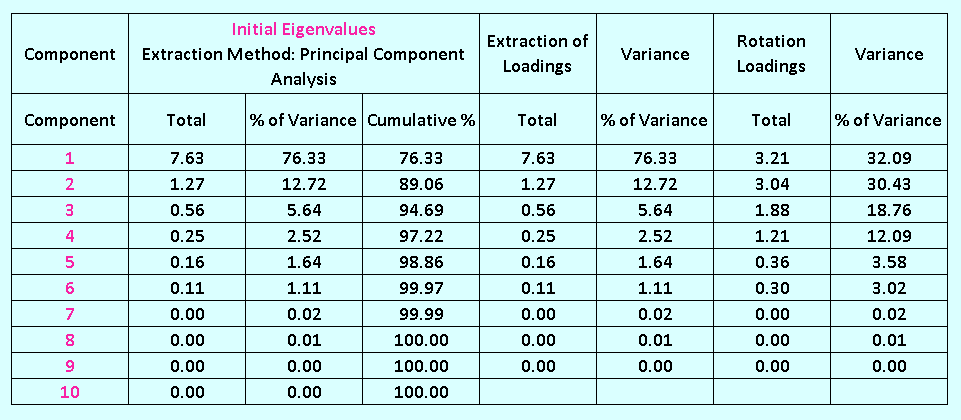 Component Initial Eigenvalues Extraction Method: Principal Component Analysis Extraction of Loadings Variance Rotation Loadings Variance
Component Total % of Variance Cumulative % Total % of Variance Total % of Variance
1 7.63 76.33 76.33 7.63 76.33 3.21 32.09
2 1.27 12.72 89.06 1.27 12.72 3.04 30.43
3 0.56 5.64 94.69 0.56 5.64 1.88 18.76
4 0.25 2.52 97.22 0.25 2.52 1.21 12.09
5 0.16 1.64 98.86 0.16 1.64 0.36 3.58
6 0.11 1.11 99.97 0.11 1.11 0.30 3.02
7 0.00 0.02 99.99 0.00 0.02 0.00 0.02
8 0.00 0.01 100.00 0.00 0.01 0.00 0.01
9 0.00 0.00 100.00 0.00 0.00 0.00 0.00
10 0.00 0.00 100.00